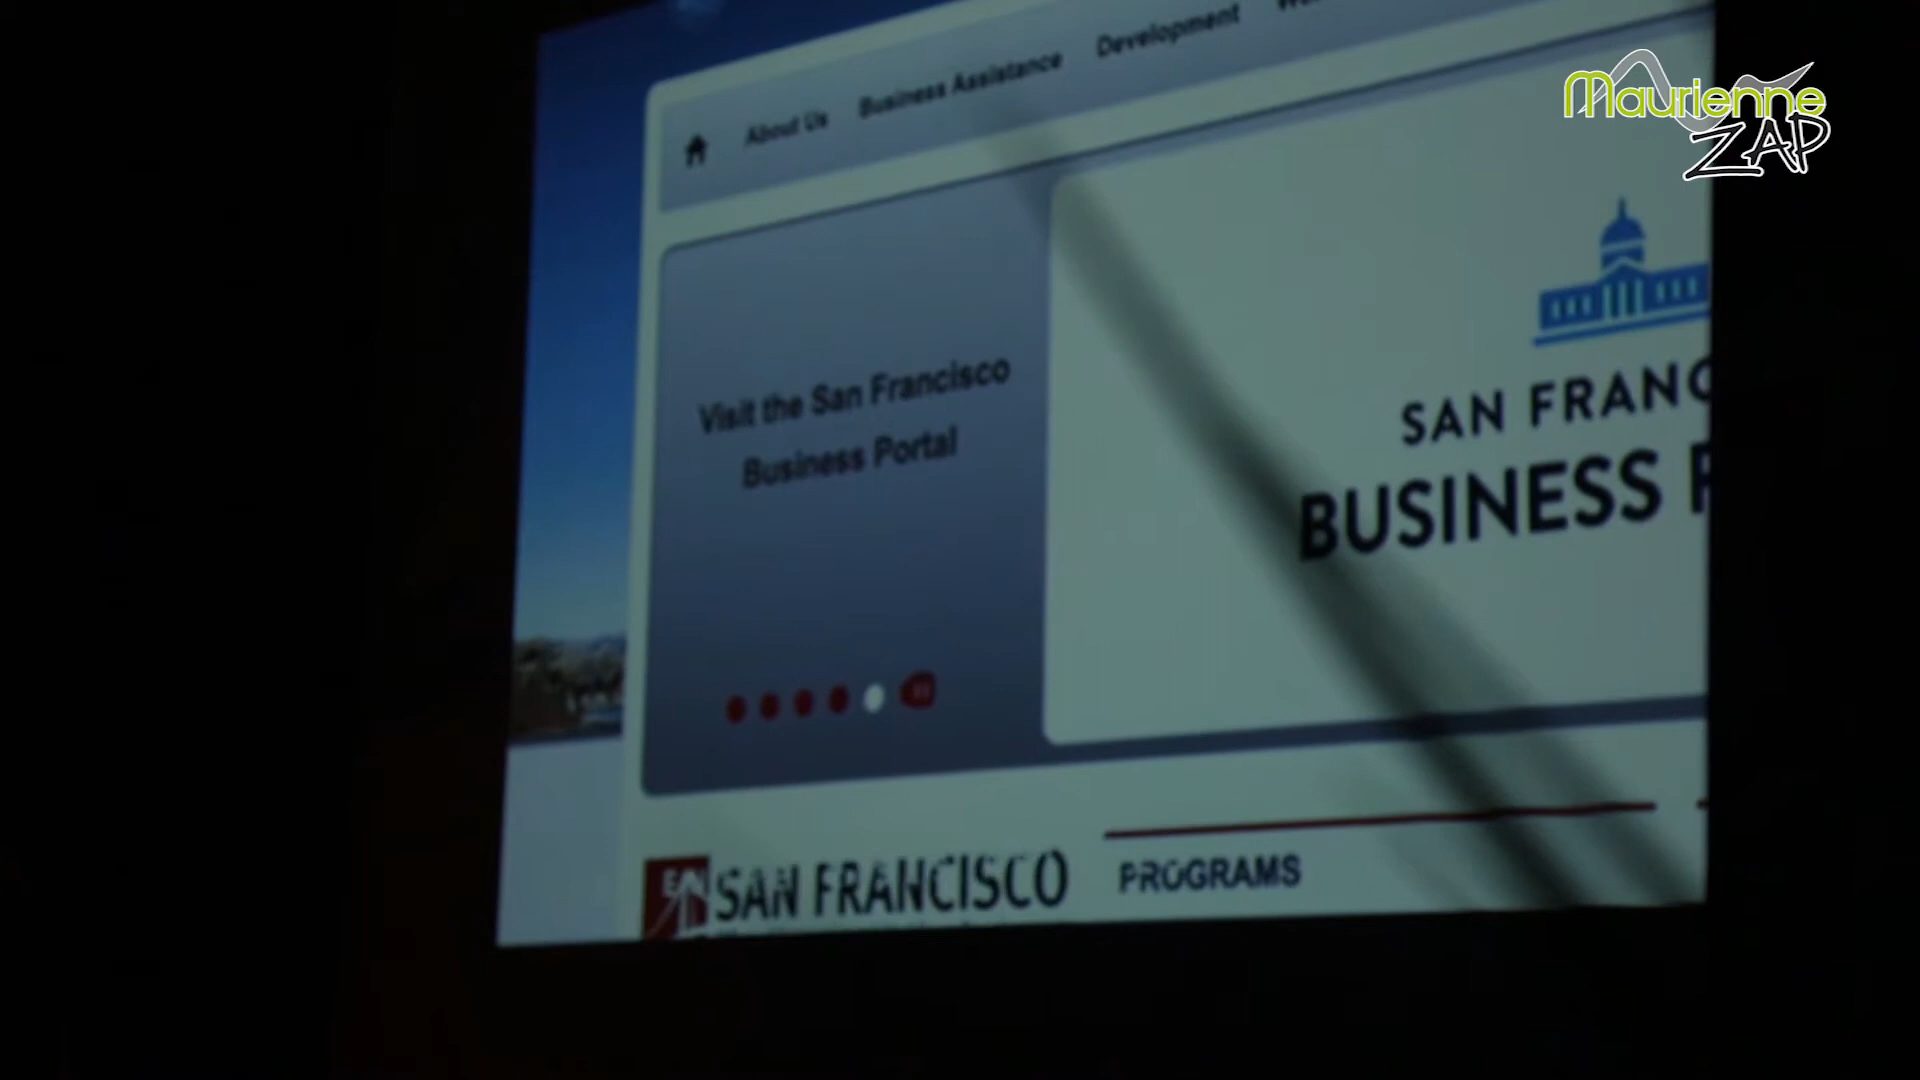 Maurienne
ZAP
About Us
Business Assistance
Development
Visit the San Francisco
Business Portal
SAN FRANC
BUSINESS
SAN FRANCISCO
PROGRAMS